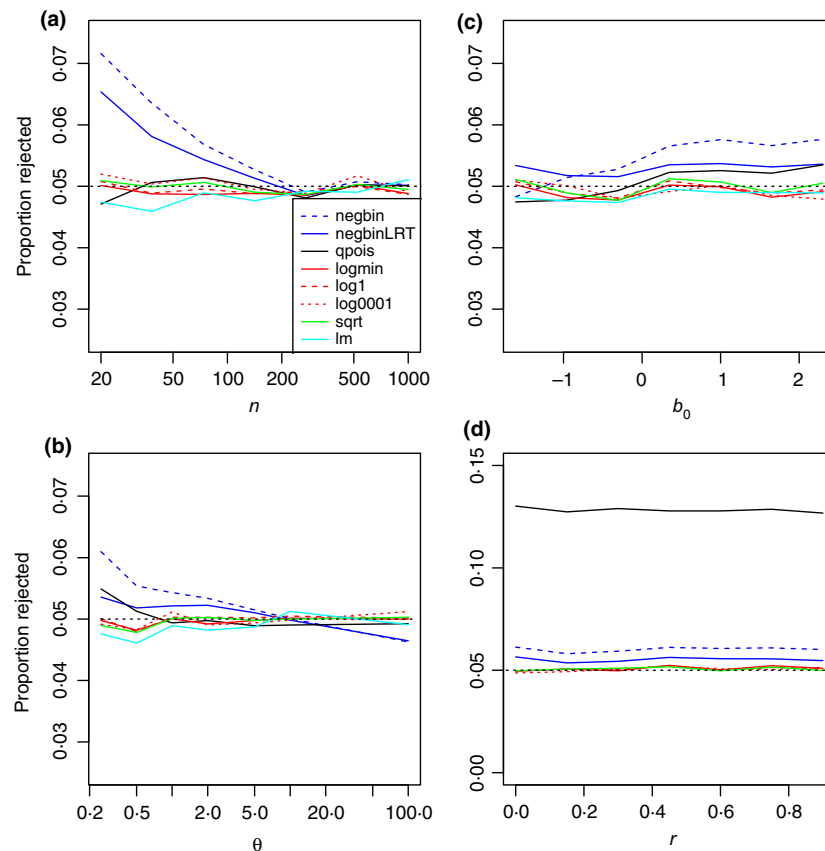 (a)
Proportion rejected
0·07
0·06
0·05
0·04
0·03
negbin
negbinLRT
qpois
logmin
log1
log0001
sqrt
lm
20 50 100 200 500 1000
n
(c)
0·07
0·06
0·05
0·04
0·03
−1 0 1 2
b0
(b)
Proportion rejected
0·07
0·06
0·05
0·04
0·03
0·2 0·5 2·0 5·0 20·0 100·0
θ
(d)
0·15
0·10
0·05
0·00
0·0 0·2 0·4 0·6 0·8
r